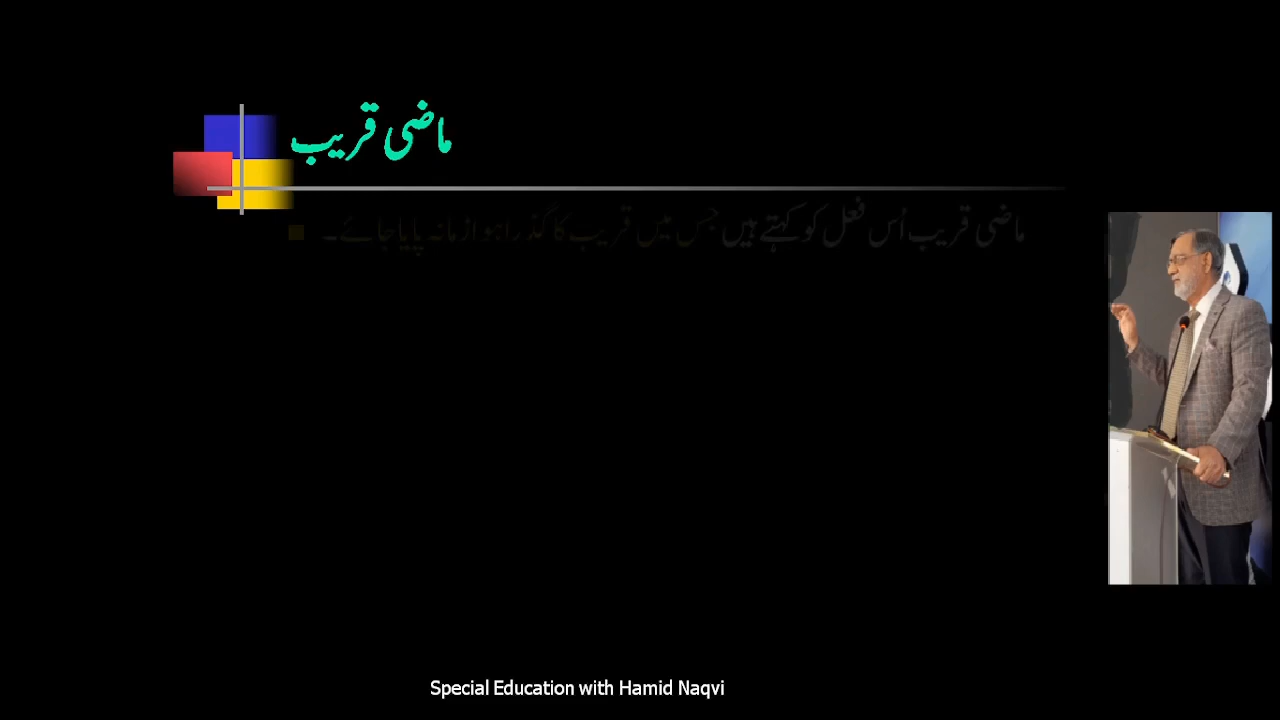 ماضی قریب
ماضی قریب اُس فعل کو کہتے ہیں جس میں قریب کا گذرا ہوا زمانہ پایا جائے۔
Special Education with Hamid Naqvi